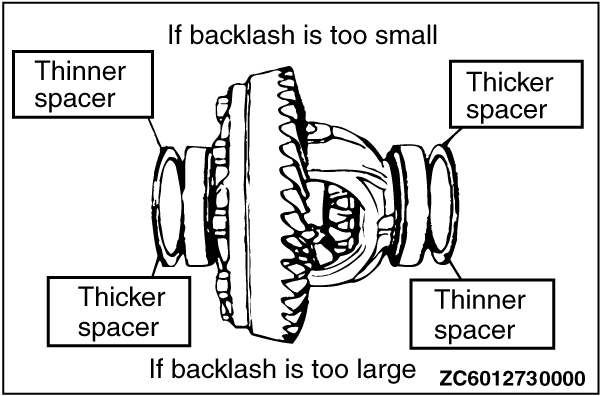 If backlash is too small
Thinner
spacer
Thicker
spacer
Thicker
spacer
Thinner
spacer
If backlash is too large
ZC6012730000